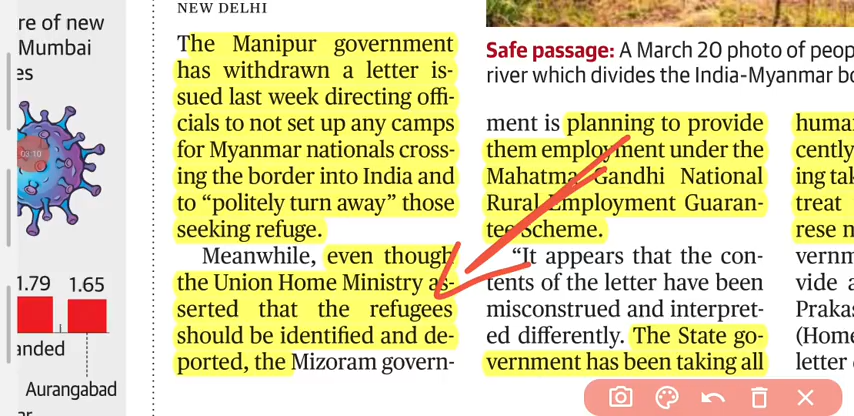 re of new
Mumbai
es
02:10
1.79 1.65
anded
Aurangabad
ar
NEW DELHI
The Manipur government
has withdrawn a letter is-
sued last week directing offi-
cials to not set up any camps
for Myanmar nationals cross-
ing the border into India and
to “politely turn away” those
seeking refuge.
Meanwhile, even though
the Union Home Ministry as-
serted that the refugees
should be identified and de-
ported, the Mizoram govern-
Safe passage: A March 20 photo of peop
river which divides the India-Myanmar bo
ment is planning to provide
them employment under the
Mahatma Gandhi National
Rural Employment Guaran-
tee Scheme.
“It appears that the con-
tents of the letter have been
misconstrued and interpret-
ed differently. The State go-
vernment has been taking all
human
cently
ing tak
treat
rese n
vernm
vide a
Prakas
(Home
letter